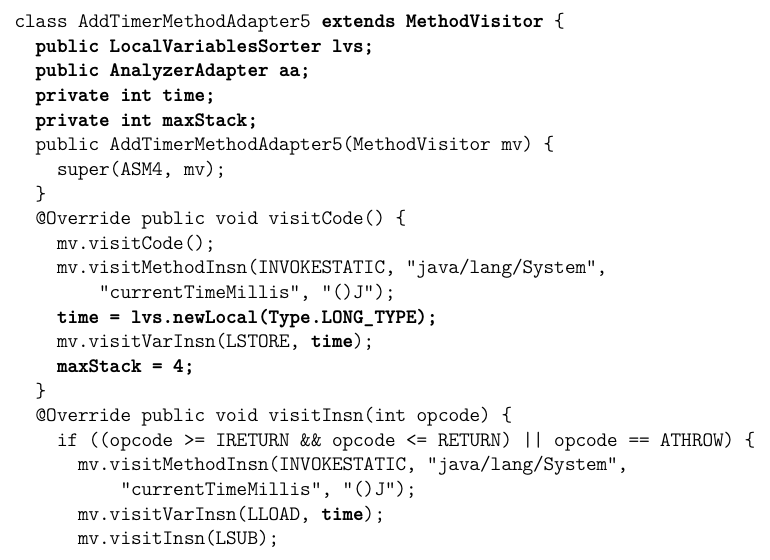 class AddTimerMethodAdapter5 extends MethodVisitor {
public LocalVariablesSorter lvs;
public AnalyzerAdapter aa;
private int time;
private int maxStack;
public AddTimerMethodAdapter5(MethodVisitor mv) {
super(ASM4, mv);
}
@Override public void visitCode() {
mv.visitCode();
mv.visitMethodInsn(INVOKESTATIC, "java/lang/System",
"currentTimeMillis", "()J");
time = lvs.newLocal(Type.LONG_TYPE);
mv.visitVarInsn(LSTORE, time);
maxStack = 4;
}
@Override public void visitInsn(int opcode) {
if ((opcode >= IRETURN && opcode <= RETURN) || opcode == ATHROW) {
mv.visitMethodInsn(INVOKESTATIC, "java/lang/System",
"currentTimeMillis", "()J");
mv.visitVarInsn(LLOAD, time);
mv.visitInsn(LSUB);